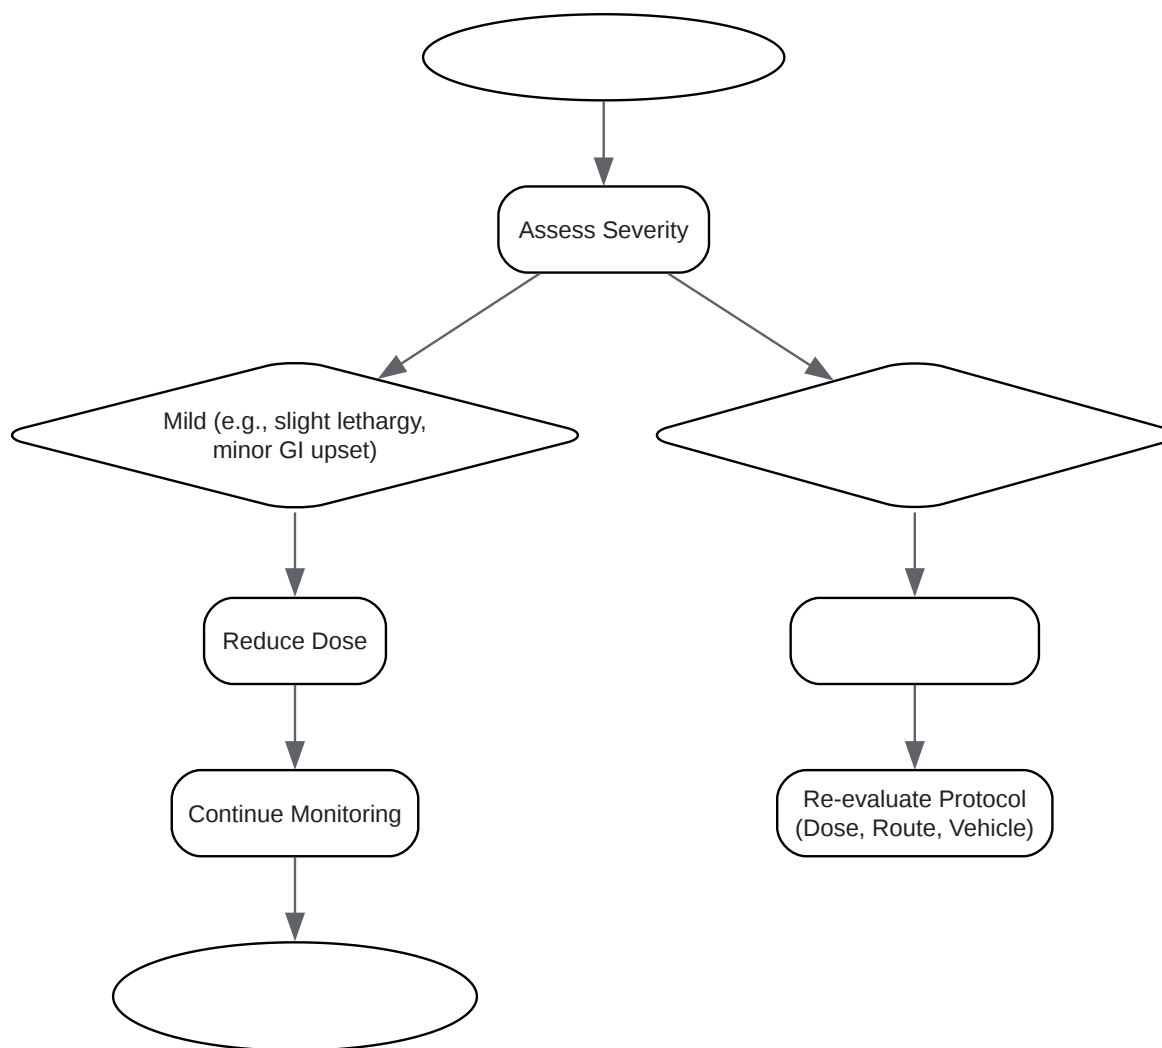 Assess Severity
Mild (e.g., slight lethargy,
minor GI upset)
Reduce Dose
Continue Monitoring
Re-evaluate Protocol
(Dose, Route, Vehicle)